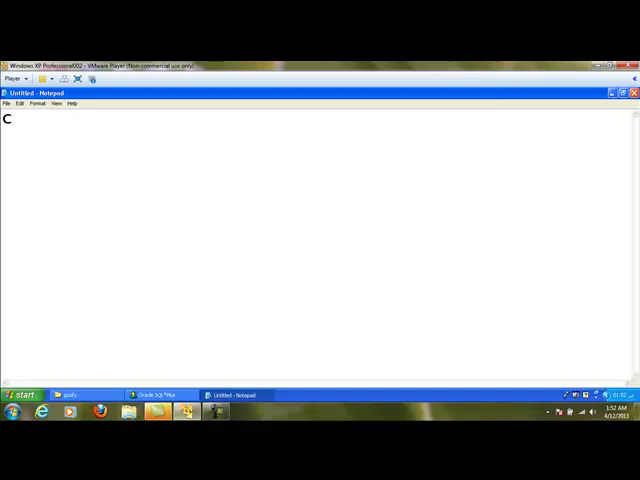 Windows XP Professional002 - VMware Player (Non-commercial use only)
Player
Untitled - Notepad
File Edit Format View Help
C
start
goofy
Oracle SQL*Plus
Untitled - Notepad
1:52 AM
4/12/2013